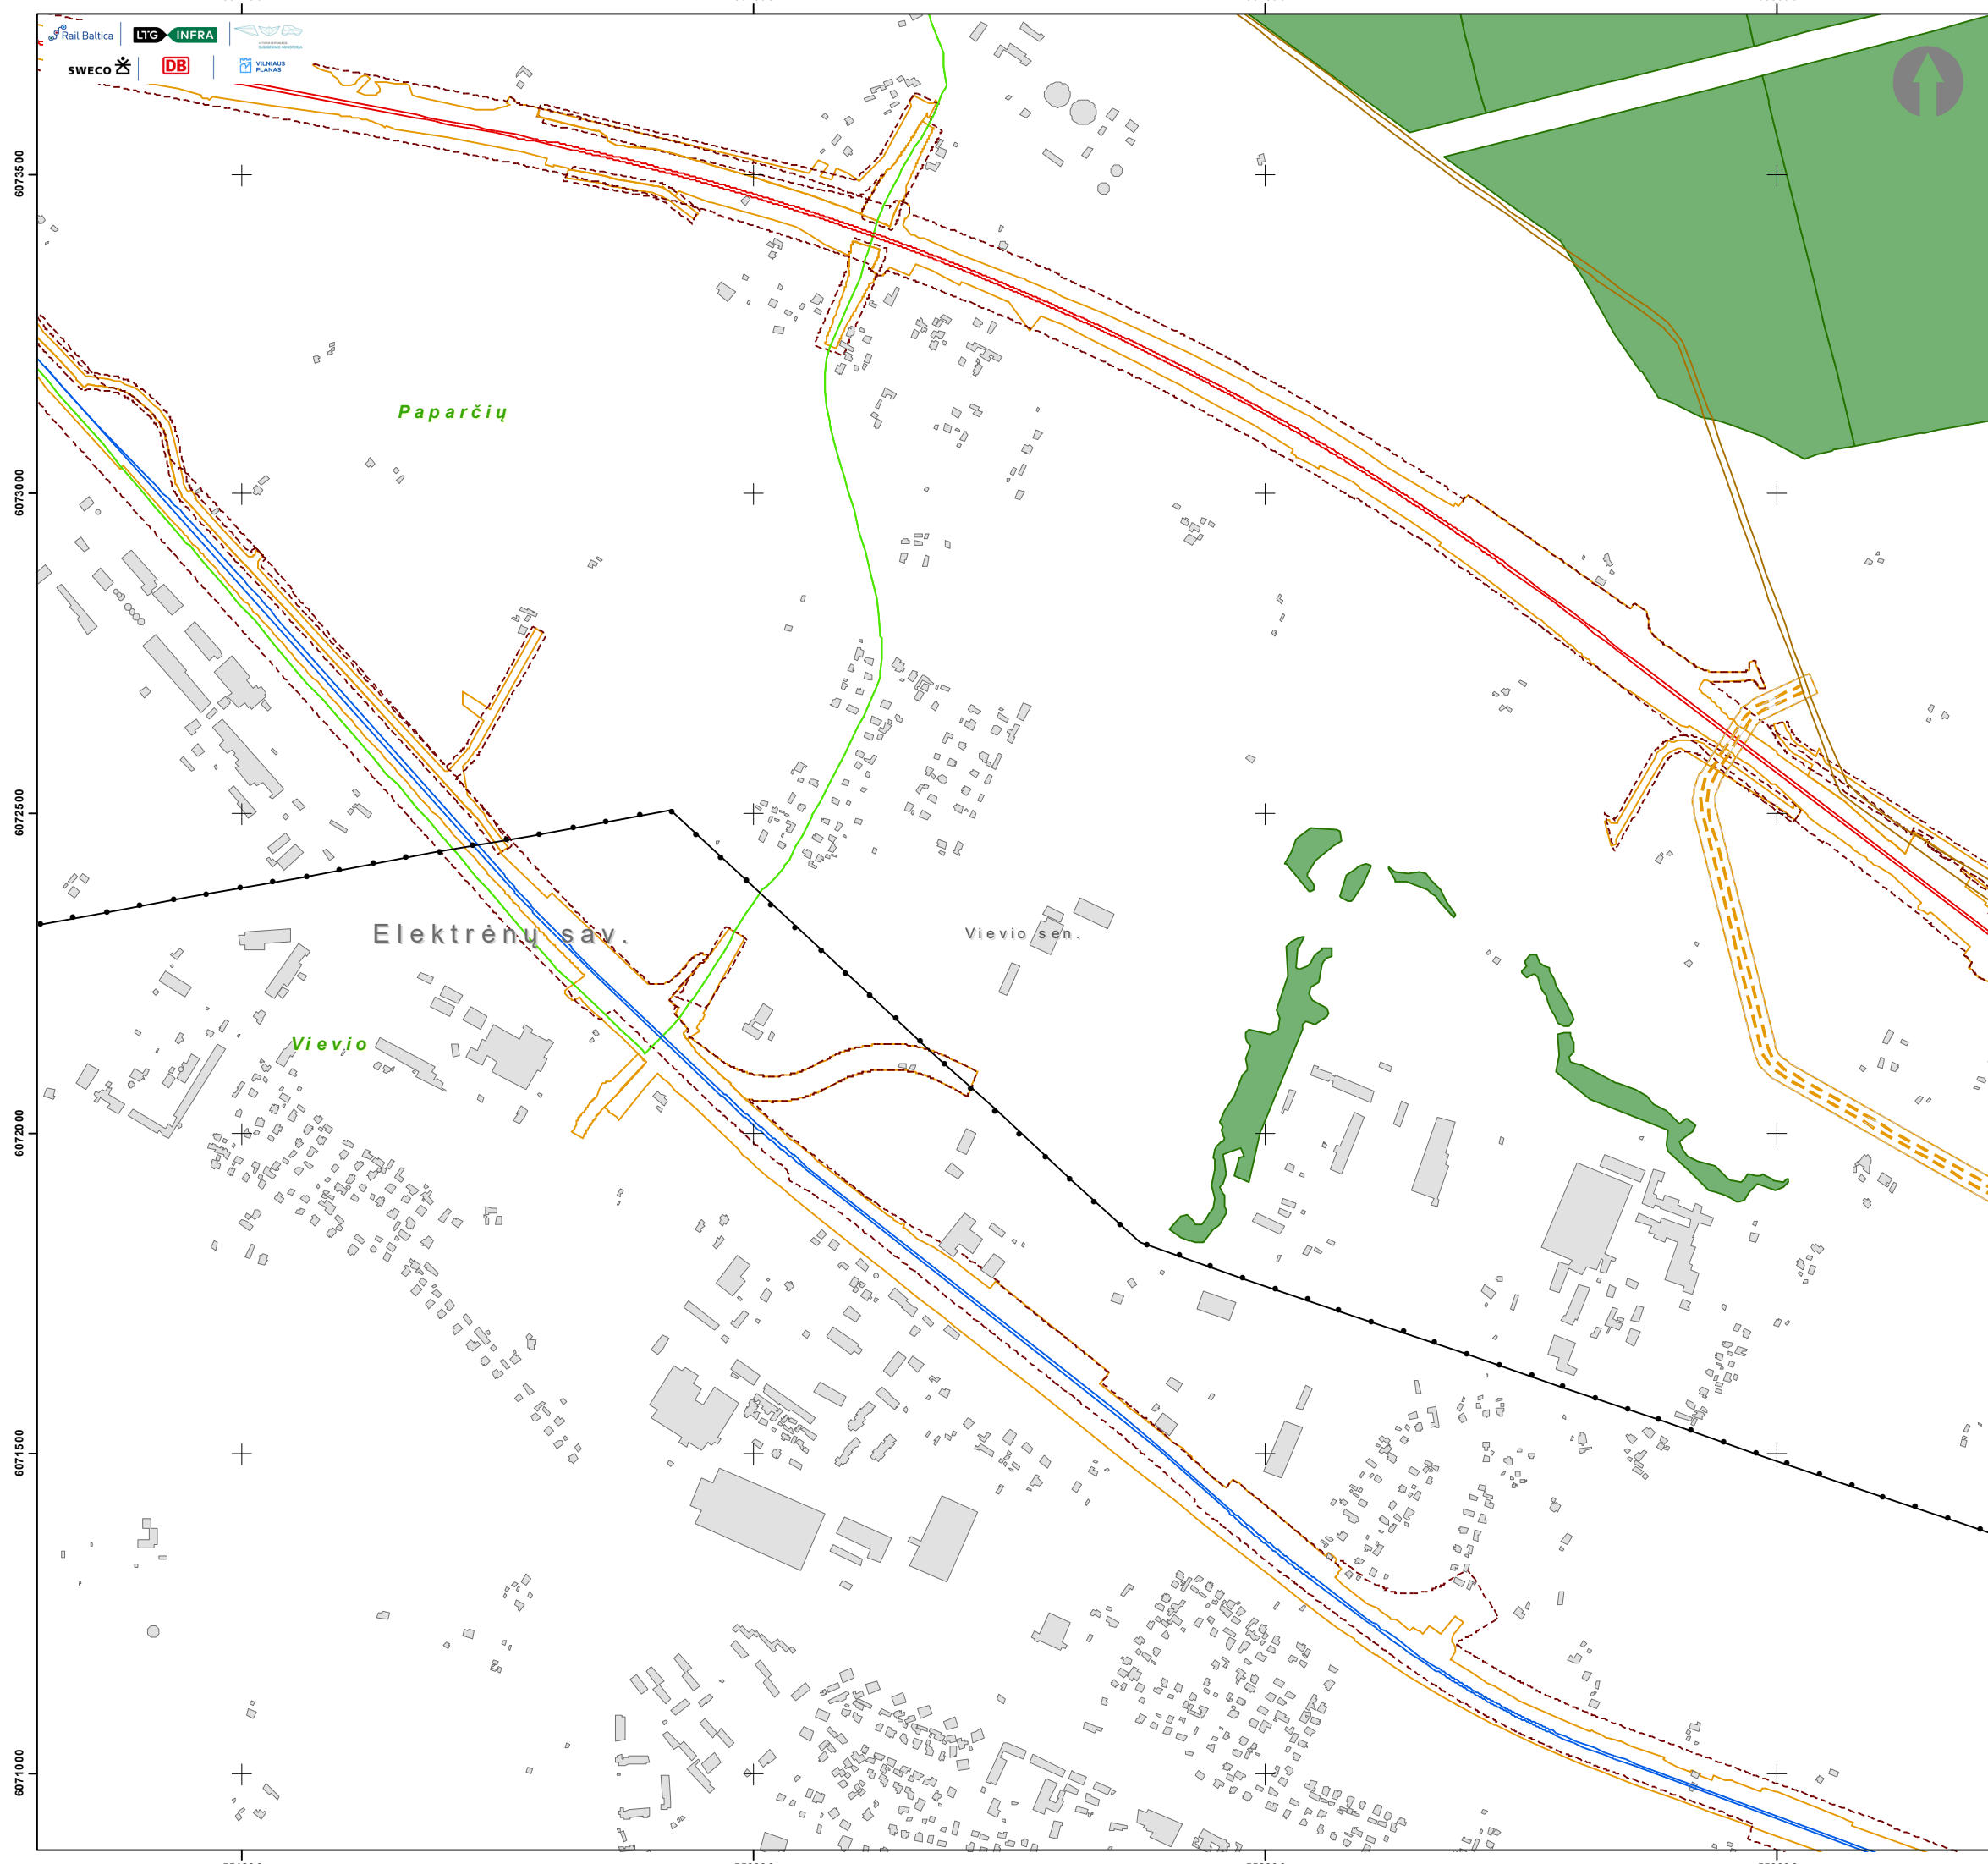 Rail Baltica
LTG INFRA
SWECO
DB
VILNIAUS
PLANAS
6073500
Paparčių
6073000
6072500
Elektrėnų sav.
Vievio sen.
Vievio
6072000
6071500
6071000